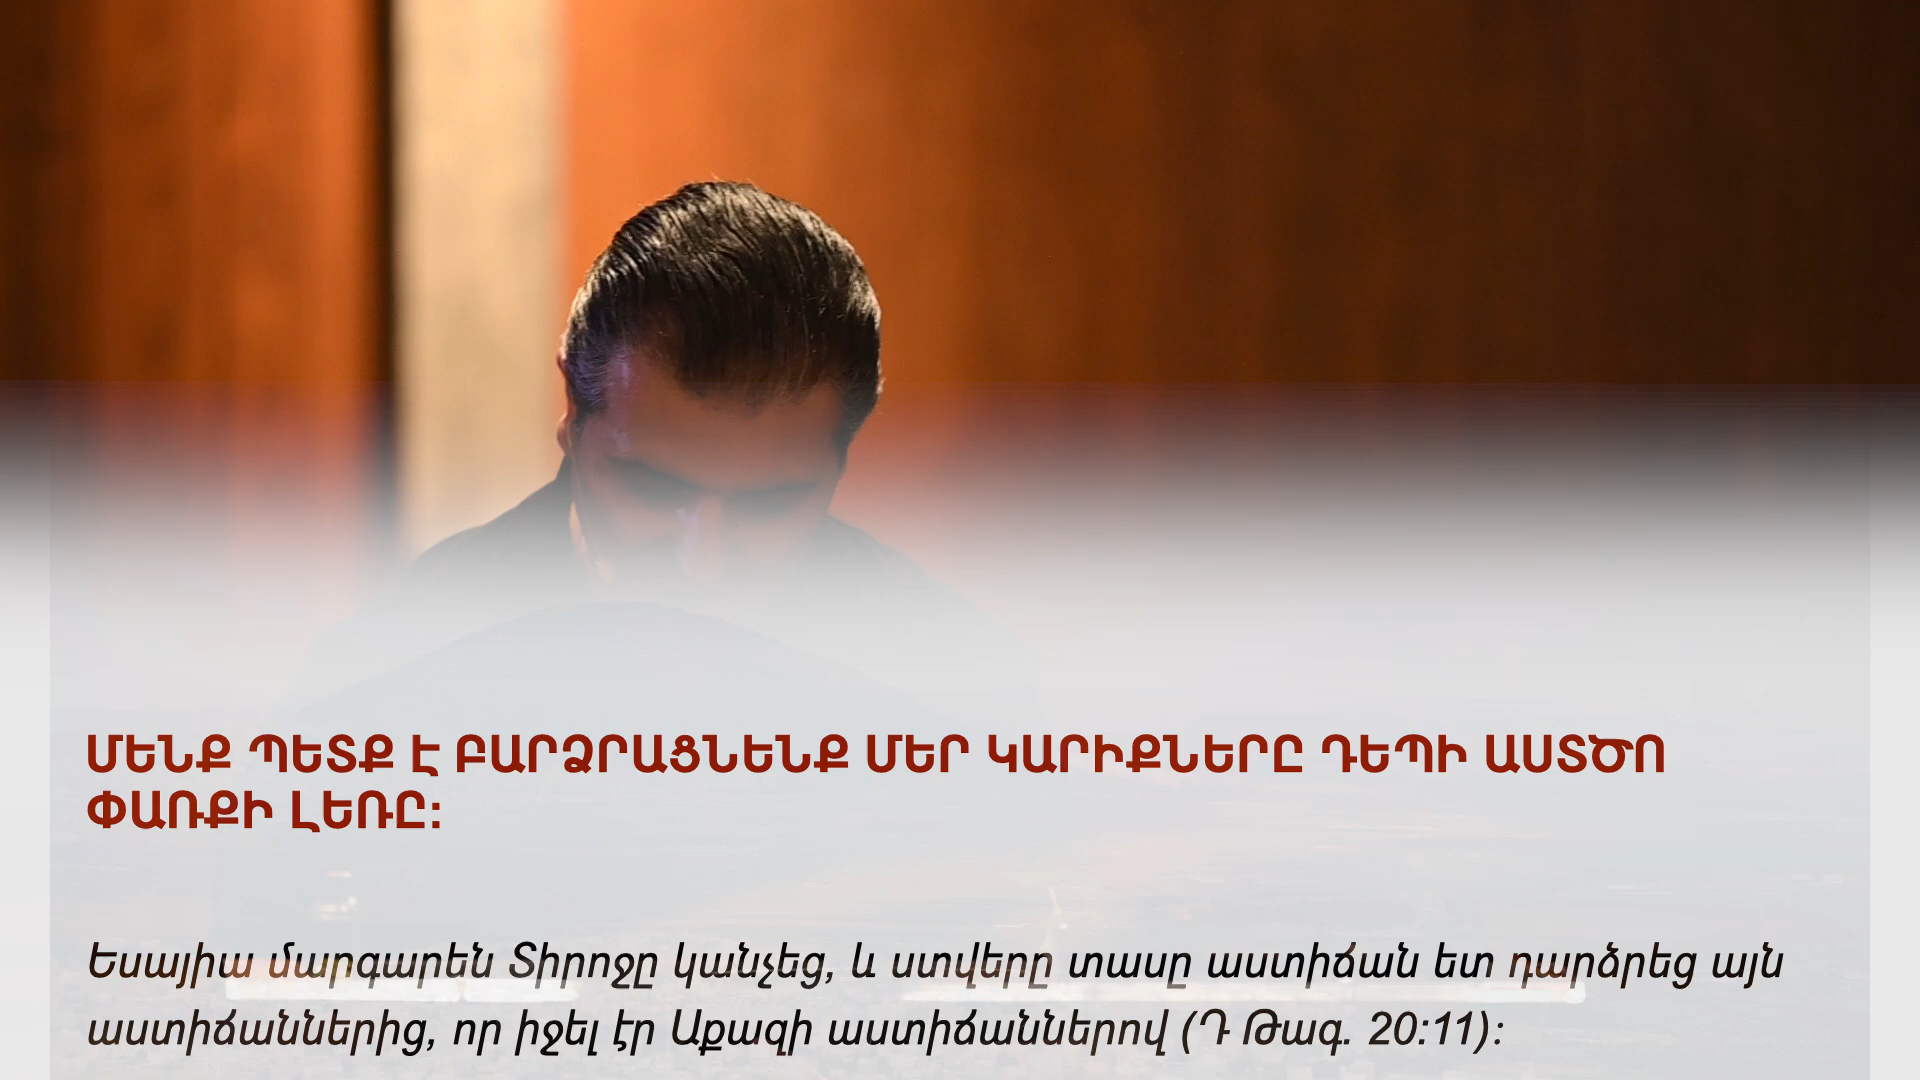 ՄԵՆՔ ՊԵՏՔ Է ԲԱՐՁՐԱՑՆԵՆՔ ՄԵՐ ԿԱՐԻՔՆԵՐԸ ԴԵՊԻ ԱՍՏԾՈ
ՓԱՌՔԻ ԼԵՌԸ։
Եսայիա մարգարեն Տիրոջը կանչեց, և ստվերը տասը աստիճան ետ դարձրեց այն
աստիճաններից, որ իջել էր Աքազի աստիճաններով (Դ Թագ. 20:11)։